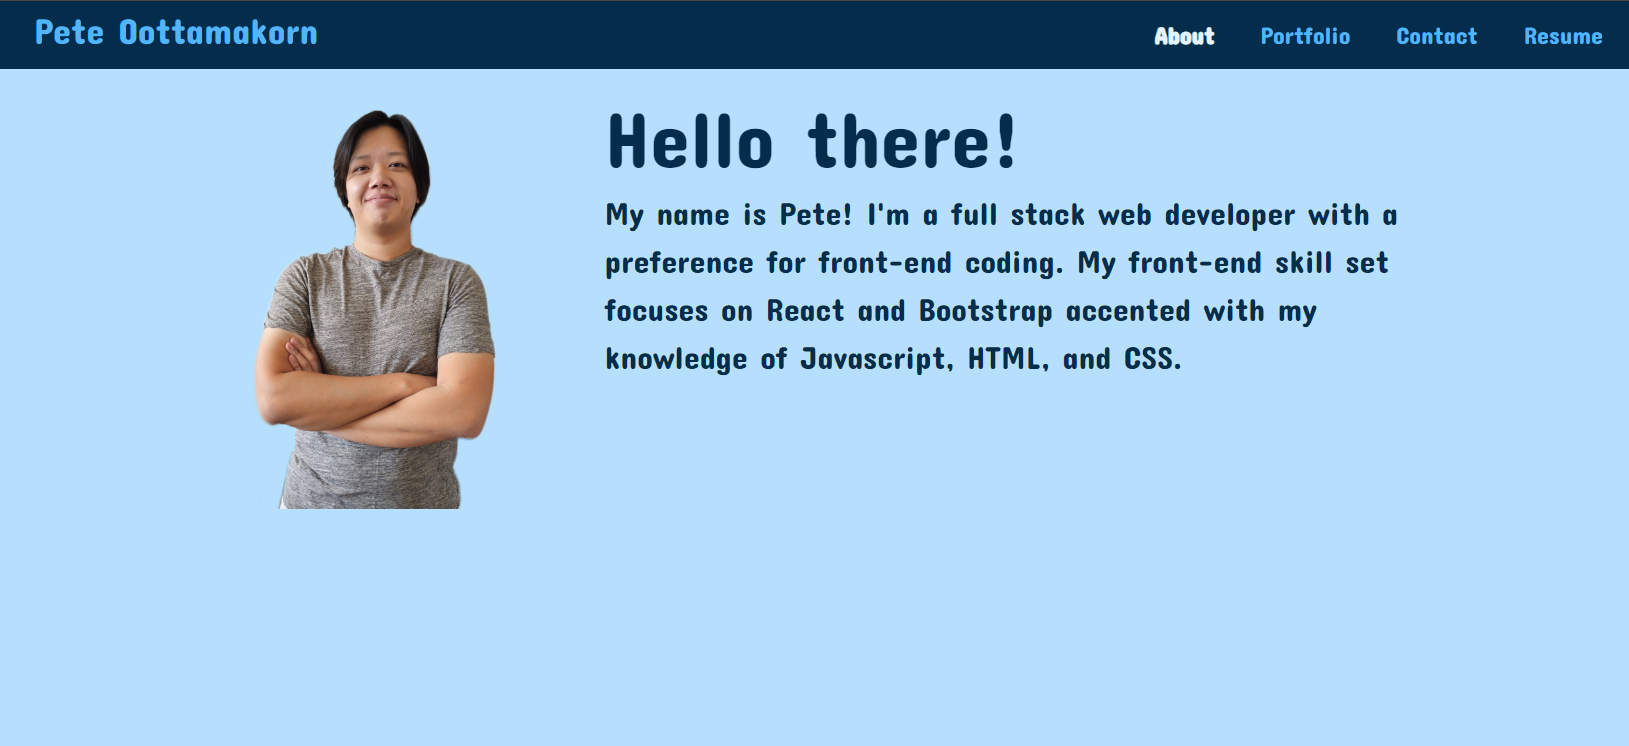 Pete Oottamakorn
About Portfolio Contact Resume
Hello there!
My name is Pete! I'm a full stack web developer with a
preference for front-end coding. My front-end skill set
focuses on React and Bootstrap accented with my
knowledge of Javascript, HTML, and CSS.